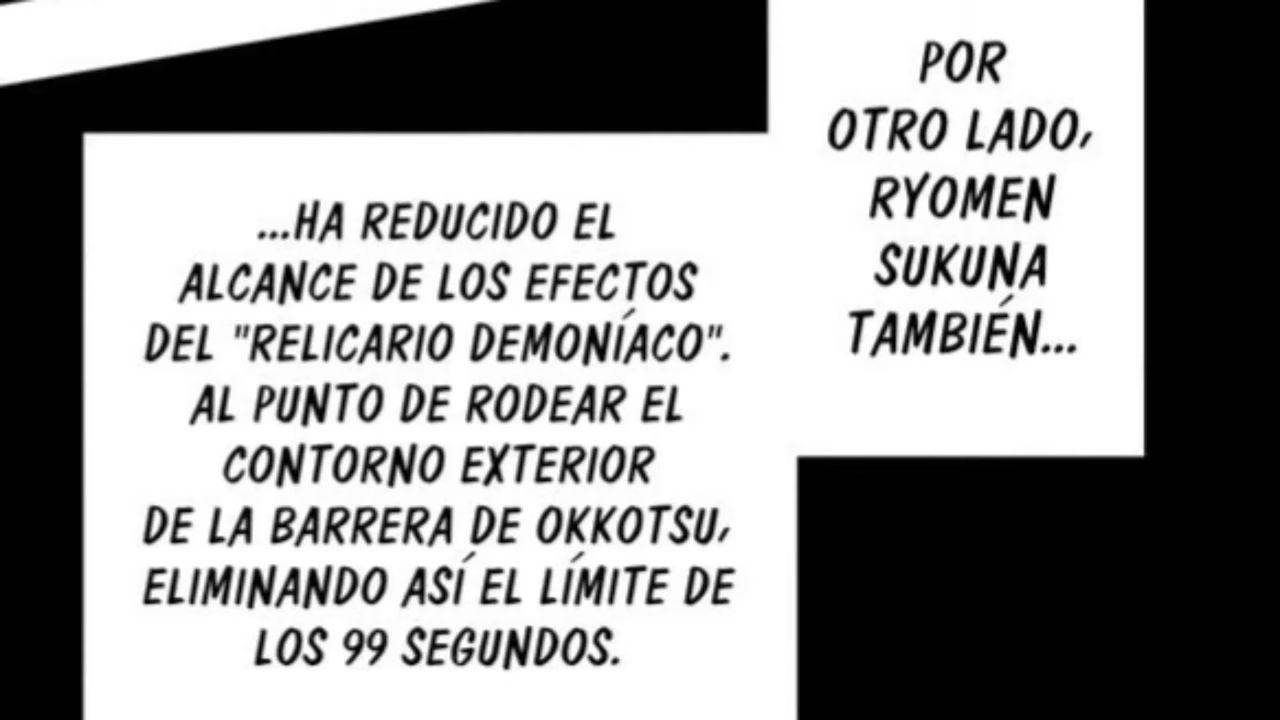 POR
OTRO LADO,
RYOMEN
SUKUNA
TAMBIÉN...
...HA REDUCIDO EL
ALCANCE DE LOS EFECTOS
DEL "RELICARIO DEMONÍACO".
AL PUNTO DE RODEAR EL
CONTORNO EXTERIOR
DE LA BARRERA DE OKKOTSU,
ELIMINANDO ASÍ EL LÍMITE DE
LOS 99 SEGUNDOS.